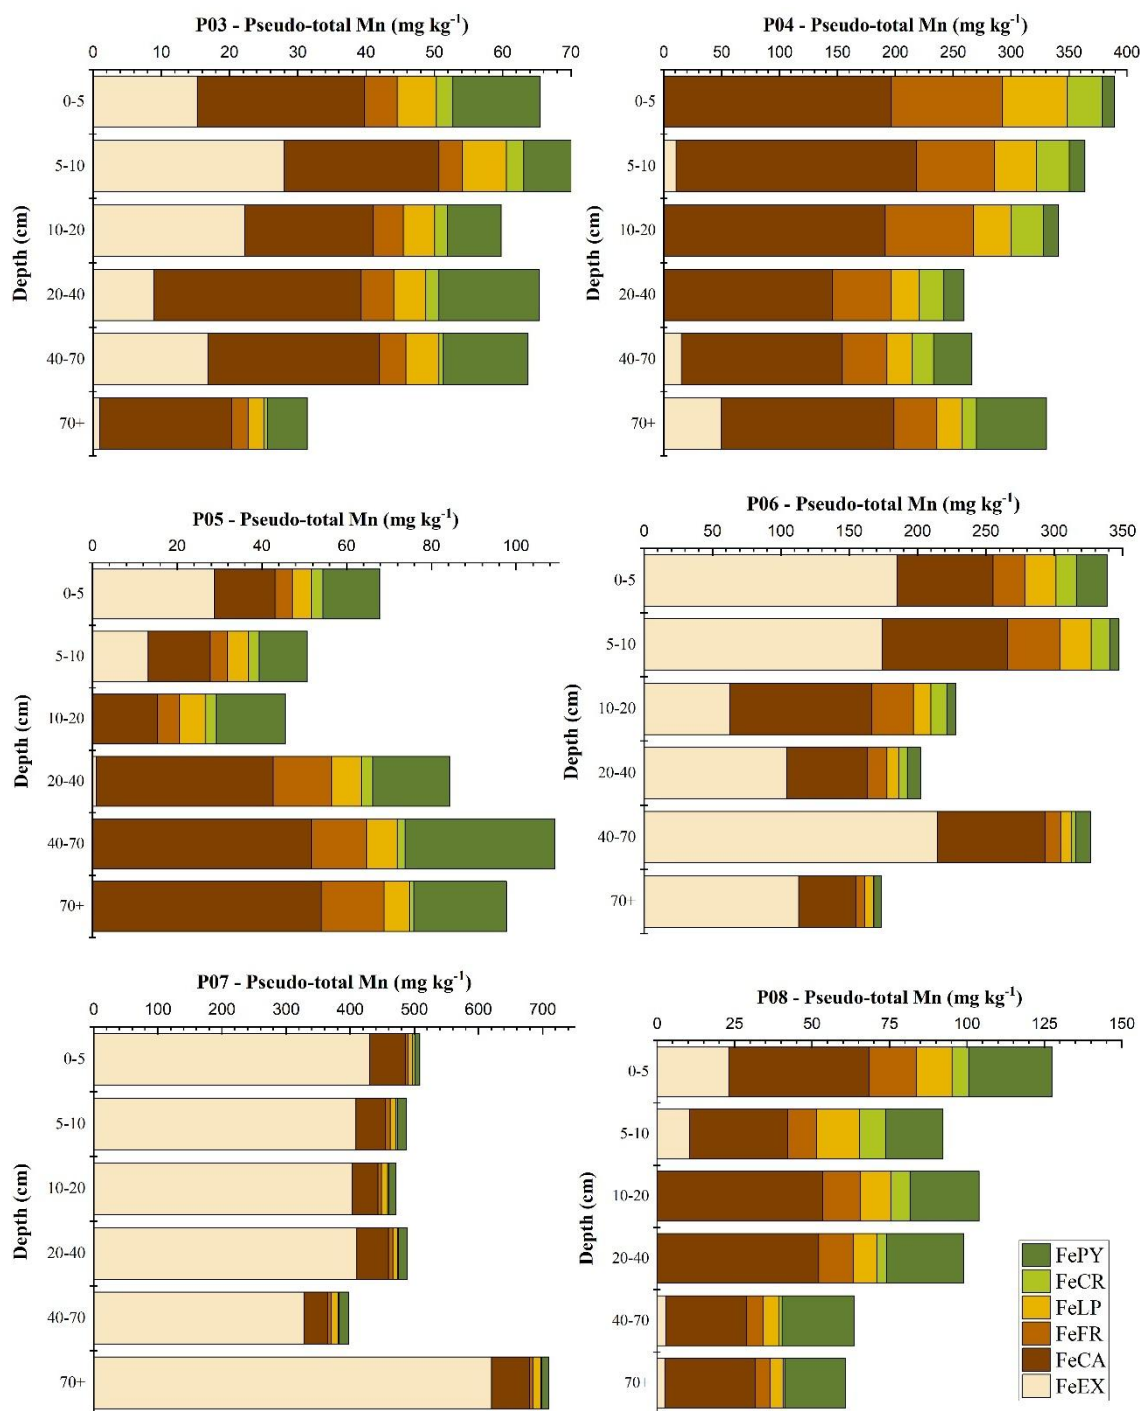 P03 - Pseudo-total Mn (mg kg-1)
0 10 20 30 40 50 60 70
Depth (cm)
0-5
5-10
10-20
20-40
40-70
70+
P04 - Pseudo-total Mn (mg kg-1)
0 50 100 150 200 250 300 350 400
Depth (cm)
0-5
5-10
10-20
20-40
40-70
70+
P05 - Pseudo-total Mn (mg kg-1)
0 20 40 60 80 100
Depth (cm)
0-5
5-10
10-20
20-40
40-70
70+
P06 - Pseudo-total Mn (mg kg-1)
0 50 100 150 200 250 300 350
Depth (cm)
0-5
5-10
10-20
20-40
40-70
70+
P07 - Pseudo-total Mn (mg kg-1)
0 100 200 300 400 500 600 700
Depth (cm)
0-5
5-10
10-20
20-40
40-70
70+
P08 - Pseudo-total Mn (mg kg-1)
0 25 50 75 100 125 150
Depth (cm)
0-5
5-10
10-20
20-40
40-70
70+
FePY
FeCR
FeLP
FeFR
FeCA
FeEX